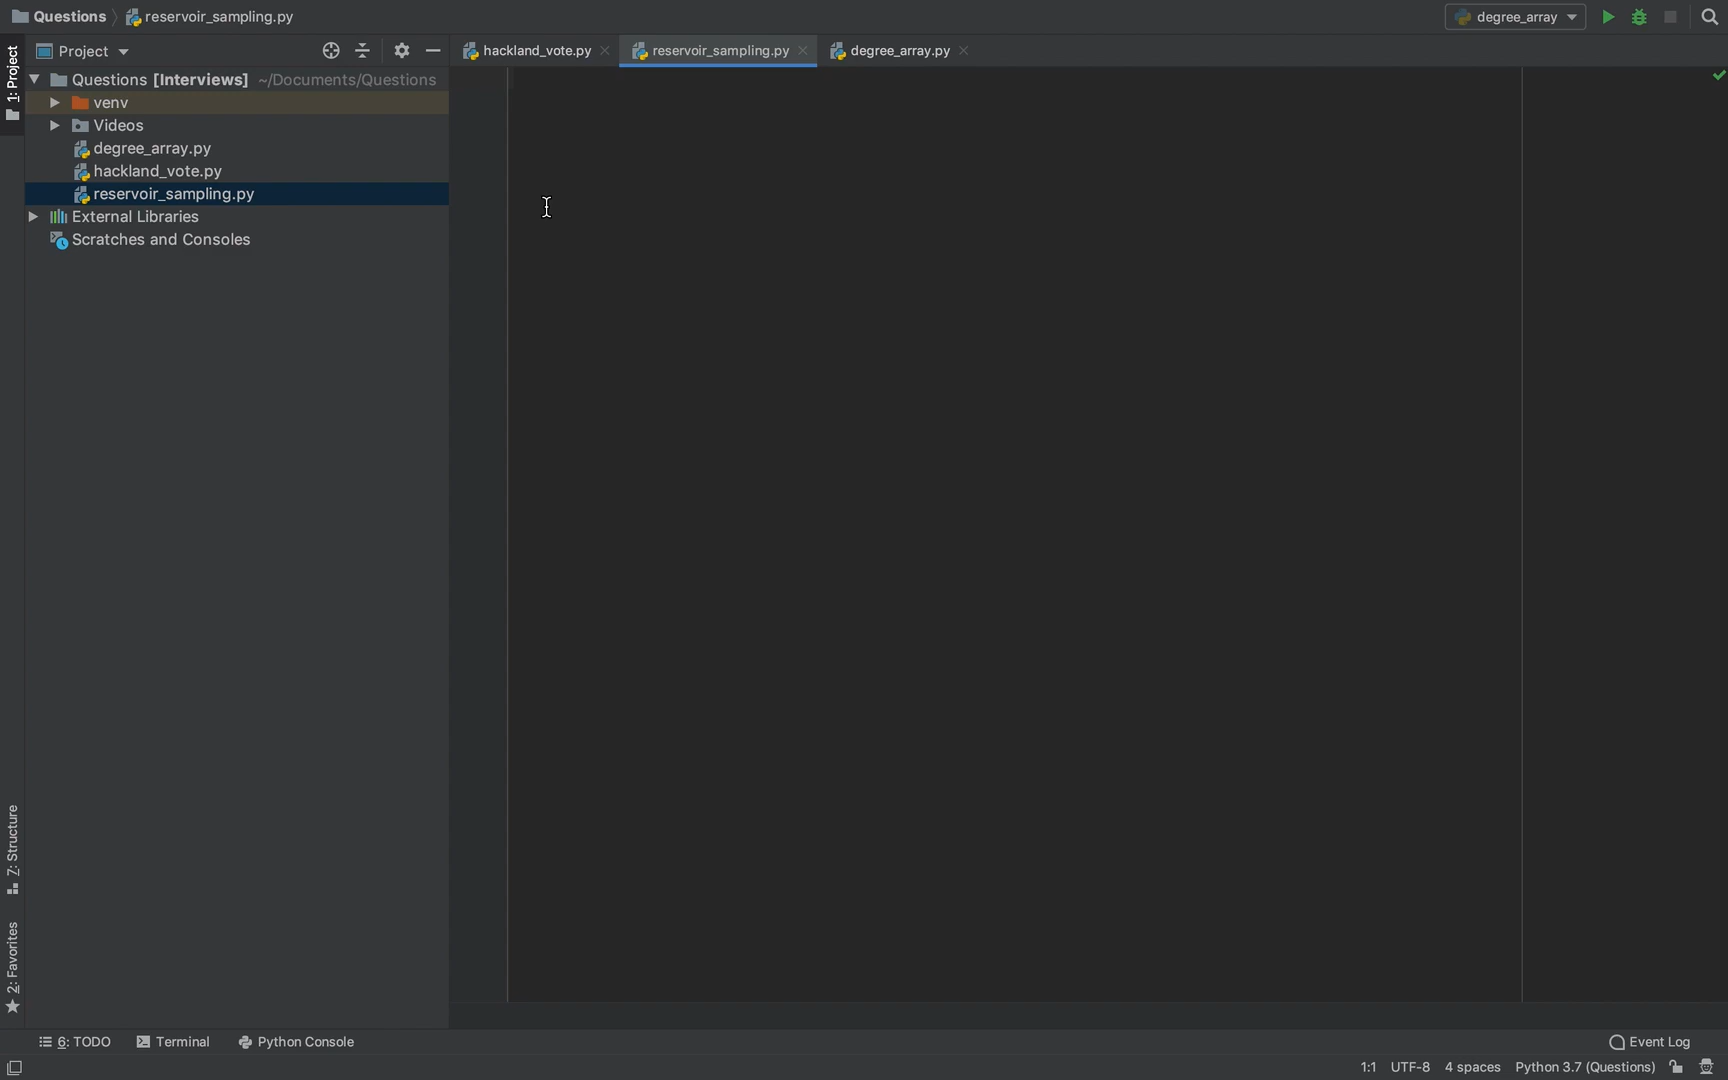 Questions reservoir_sampling.py degree_array
1: Project
Project hackland_vote.py reservoir_sampling.py degree_array.py
Questions [Interviews] ~/Documents/Questions
venv
Videos
degree_array.py
hackland_vote.py
reservoir_sampling.py
External Libraries
Scratches and Consoles
Z: Structure
2: Favorites
6: TODO Terminal Python Console Event Log
1:1 UTF-8 4 spaces Python 3.7 (Questions)